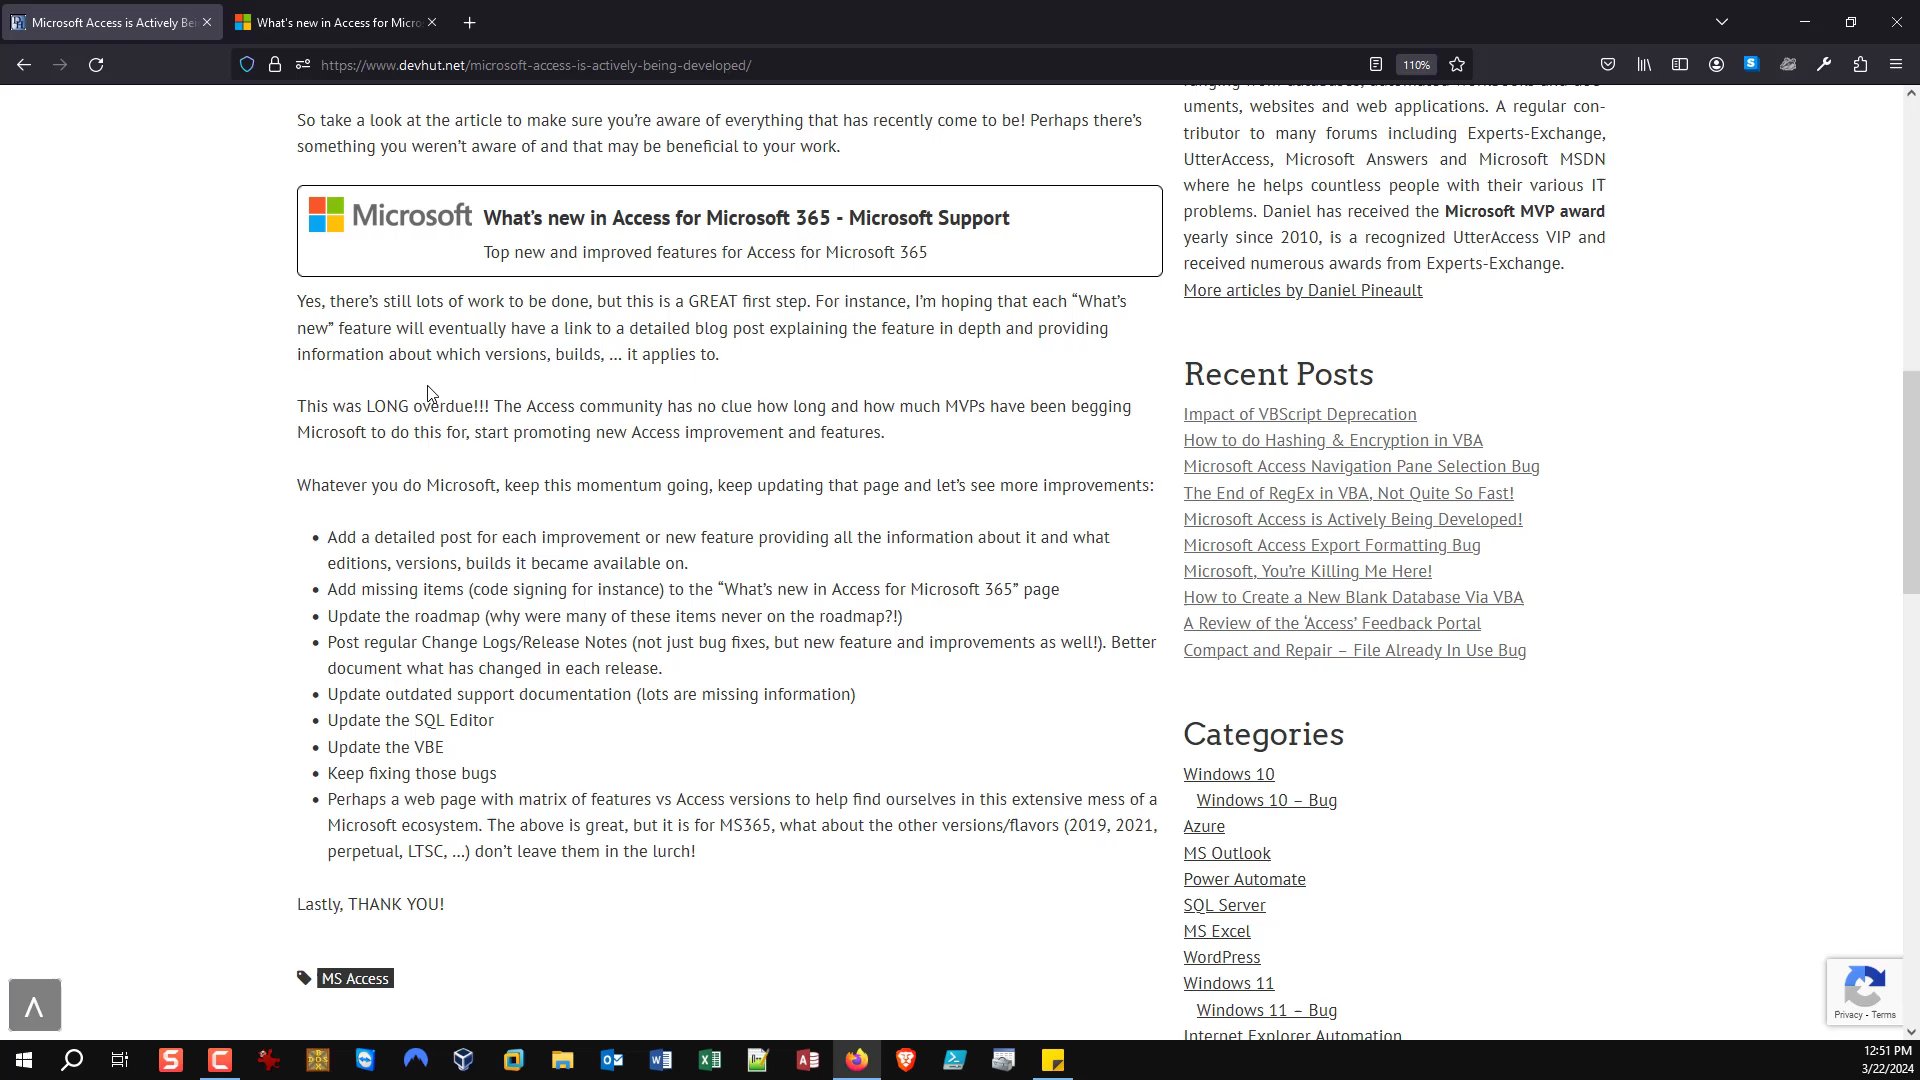 Microsoft Access is Actively Bei
What's new in Access for Micro
https://www.devhut.net/microsoft-access-is-actively-being-developed/
110%
So take a look at the article to make sure you're aware of everything that has recently come to be! Perhaps there's
something you weren't aware of and that may be beneficial to your work.
Microsoft
What's new in Access for Microsoft 365 - Microsoft Support
Top new and improved features for Access for Microsoft 365
Yes, there's still lots of work to be done, but this is a GREAT first step. For instance, I'm hoping that each “What's
new” feature will eventually have a link to a detailed blog post explaining the feature in depth and providing
information about which versions, builds, … it applies to.
This was LONG overdue!!! The Access community has no clue how long and how much MVPs have been begging
Microsoft to do this for, start promoting new Access improvement and features.
Whatever you do Microsoft, keep this momentum going, keep updating that page and let's see more improvements:
• Add a detailed post for each improvement or new feature providing all the information about it and what
editions, versions, builds it became available on.
• Add missing items (code signing for instance) to the “What's new in Access for Microsoft 365” page
• Update the roadmap (why were many of these items never on the roadmap?!)
• Post regular Change Logs/Release Notes (not just bug fixes, but new feature and improvements as well!). Better
document what has changed in each release.
• Update outdated support documentation (lots are missing information)
• Update the SQL Editor
• Update the VBE
• Keep fixing those bugs
• Perhaps a web page with matrix of features vs Access versions to help find ourselves in this extensive mess of a
Microsoft ecosystem. The above is great, but it is for MS365, what about the other versions/flavors (2019, 2021,
perpetual, LTSC, …) don't leave them in the lurch!
Lastly, THANK YOU!
MS Access
uments, websites and web applications. A regular con-
tributor to many forums including Experts-Exchange,
UtterAccess, Microsoft Answers and Microsoft MSDN
where he helps countless people with their various IT
problems. Daniel has received the Microsoft MVP award
yearly since 2010, is a recognized UtterAccess VIP and
received numerous awards from Experts-Exchange.
More articles by Daniel Pineault
Recent Posts
Impact of VBScript Deprecation
How to do Hashing & Encryption in VBA
Microsoft Access Navigation Pane Selection Bug
The End of RegEx in VBA, Not Quite So Fast!
Microsoft Access is Actively Being Developed!
Microsoft Access Export Formatting Bug
Microsoft, You're Killing Me Here!
How to Create a New Blank Database Via VBA
A Review of the ‘Access’ Feedback Portal
Compact and Repair – File Already In Use Bug
Categories
Windows 10
Windows 10 – Bug
Azure
MS Outlook
Power Automate
SQL Server
MS Excel
WordPress
Windows 11
Windows 11 – Bug
Internet Explorer Automation
Privacy - Terms
12:51 PM
3/22/2024